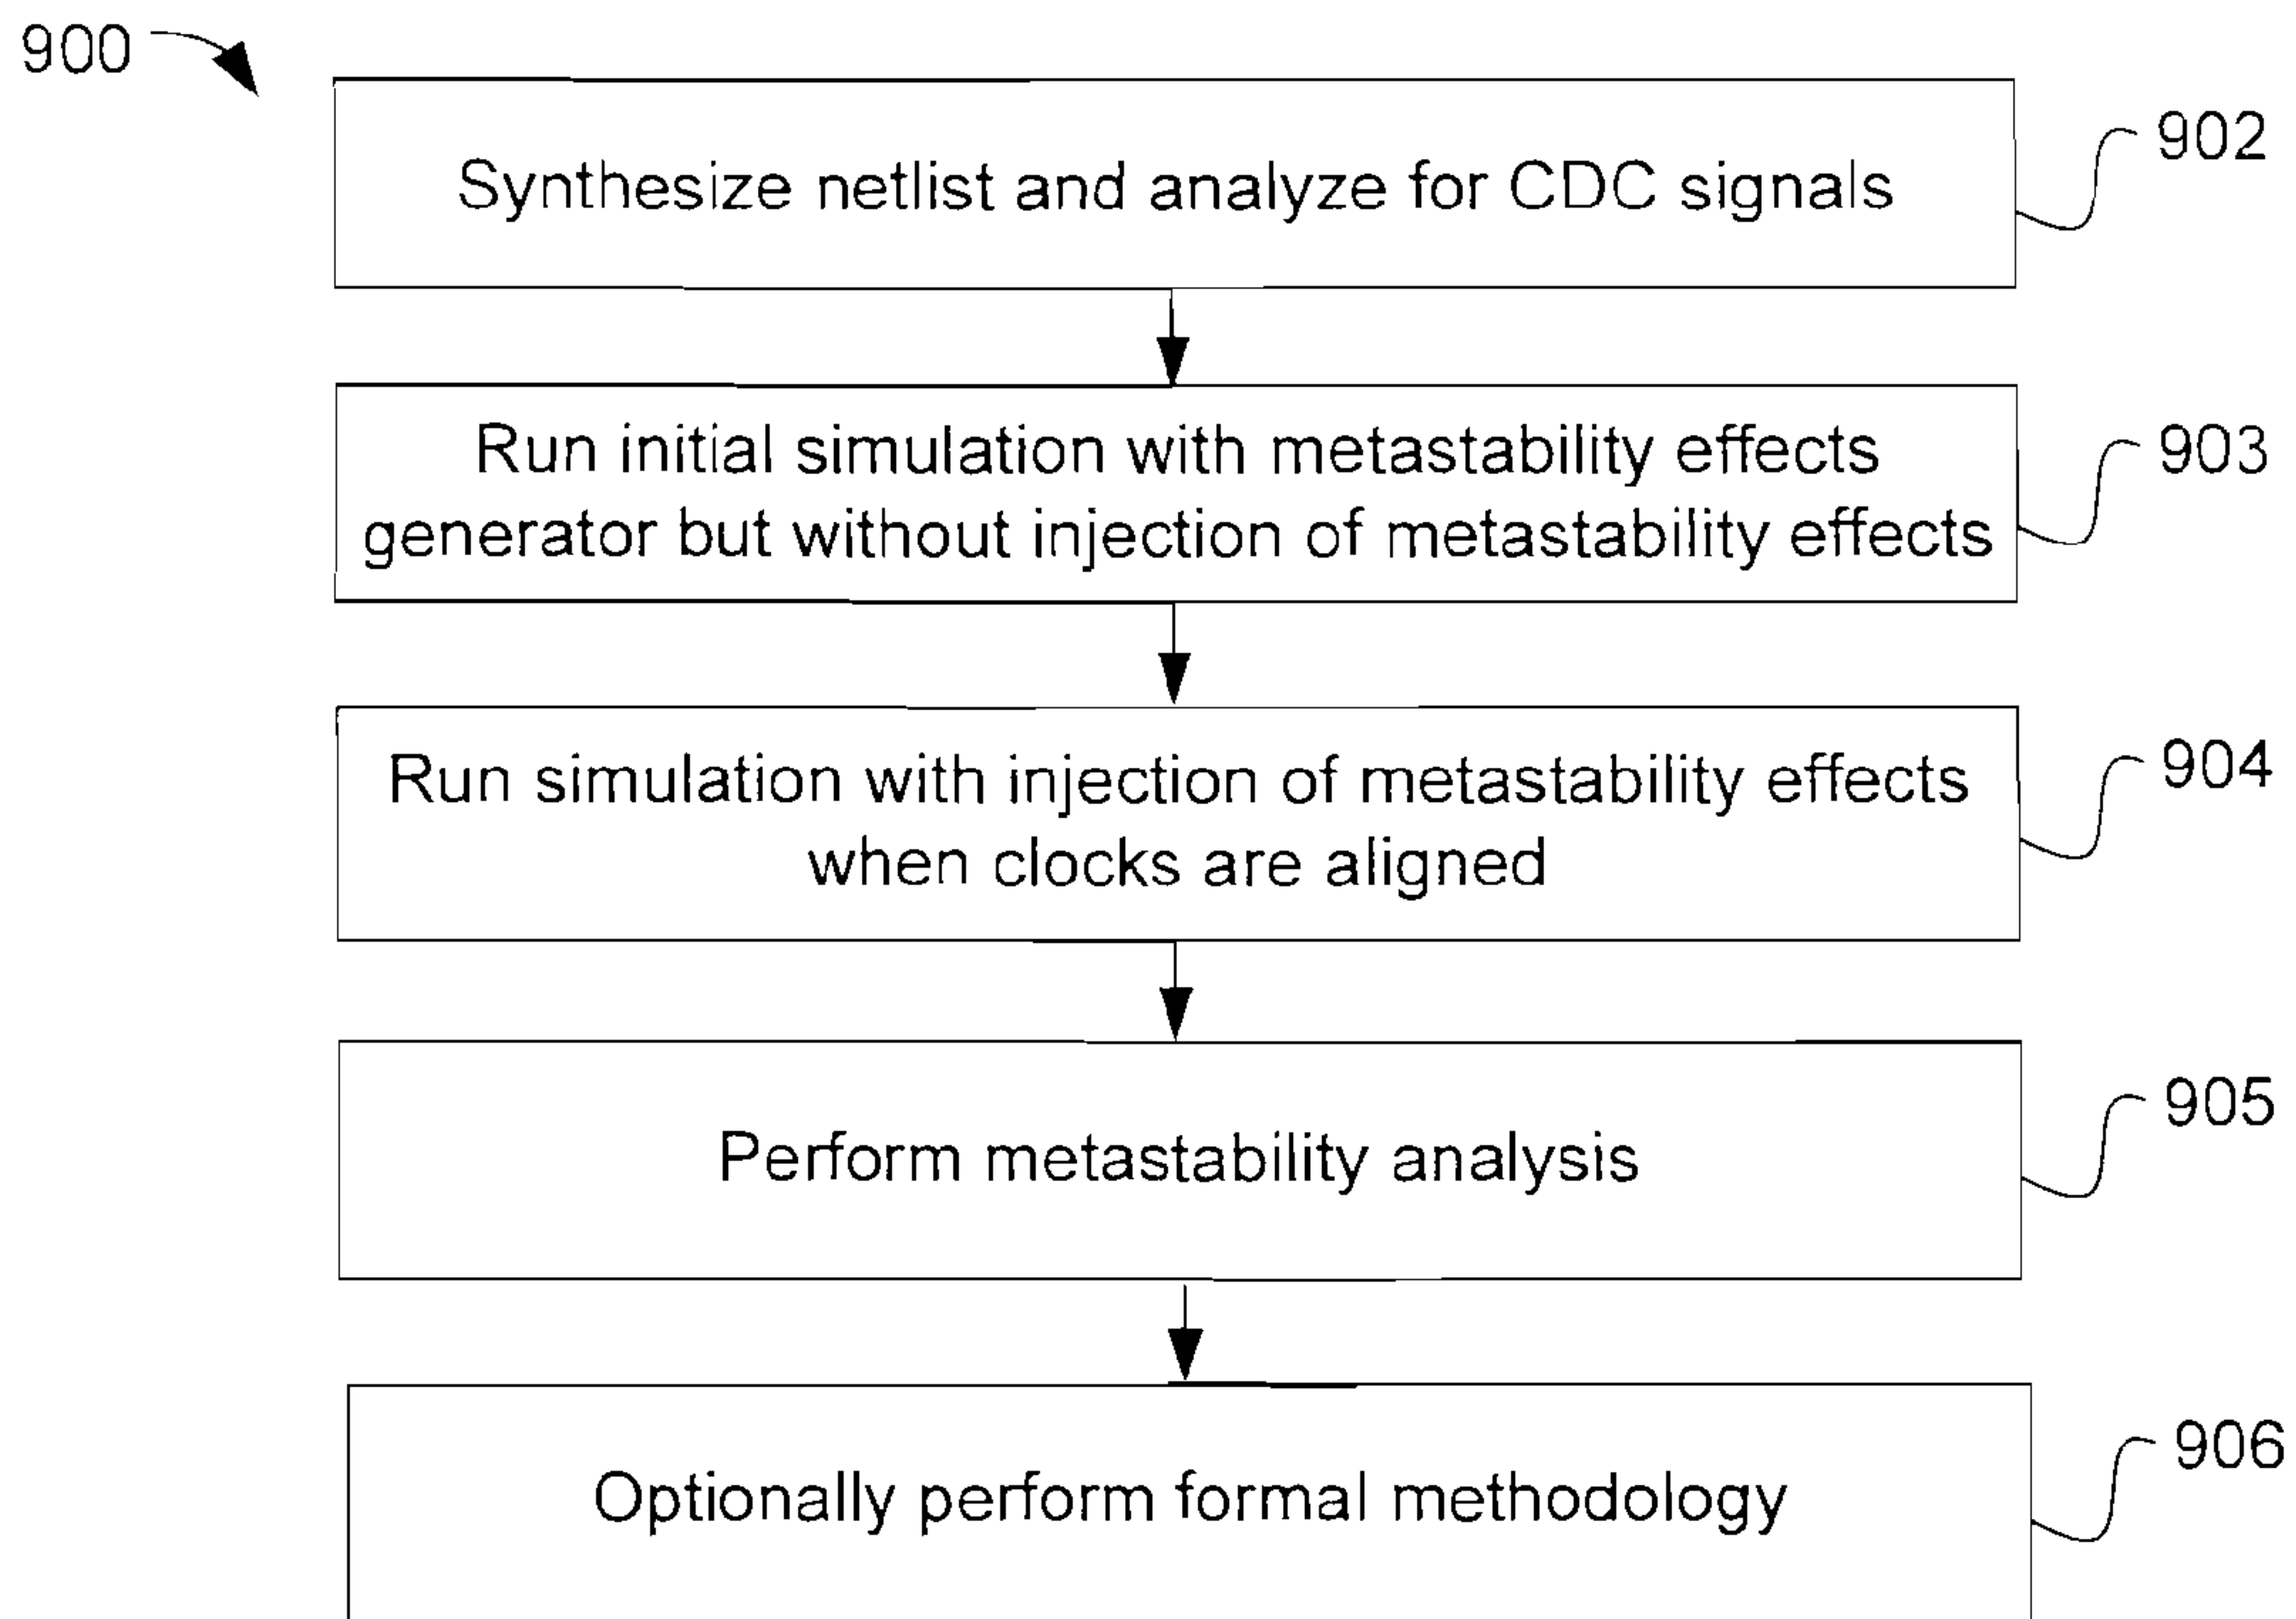 900
Synthesize netlist and analyze for CDC signals
902
Run initial simulation with metastability effects
generator but without injection of metastability effects
903
Run simulation with injection of metastability effects
when clocks are aligned
904
Perform metastability analysis
905
Optionally perform formal methodology
906